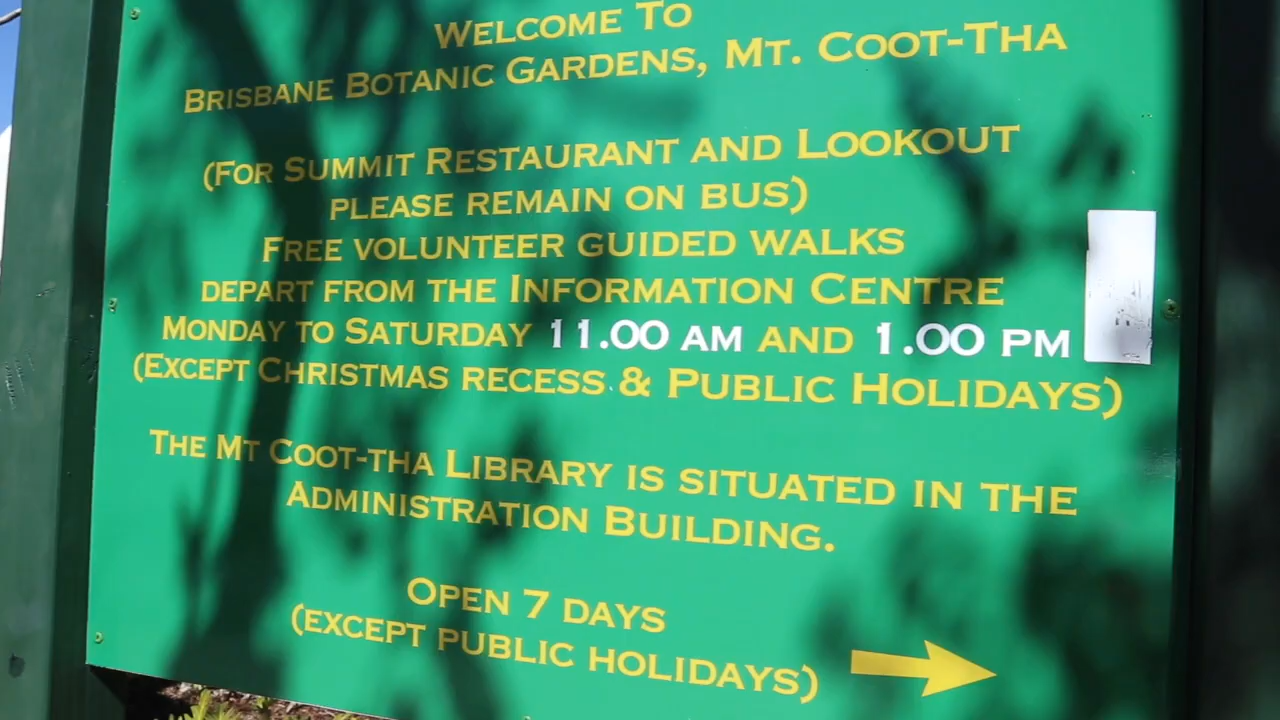 WELCOME TO
BRISBANE BOTANIC GARDENS, MT. COOT-THA
(FOR SUMMIT RESTAURANT AND LOOKOUT
PLEASE REMAIN ON BUS)
FREE VOLUNTEER GUIDED WALKS
DEPART FROM THE INFORMATION CENTRE
MONDAY TO SATURDAY 11.00 AM AND 1.00 PM
(EXCEPT CHRISTMAS RECESS & PUBLIC HOLIDAYS)
THE MT COOT-THA LIBRARY IS SITUATED IN THE
ADMINISTRATION BUILDING.
OPEN 7 DAYS
(EXCEPT PUBLIC HOLIDAYS)